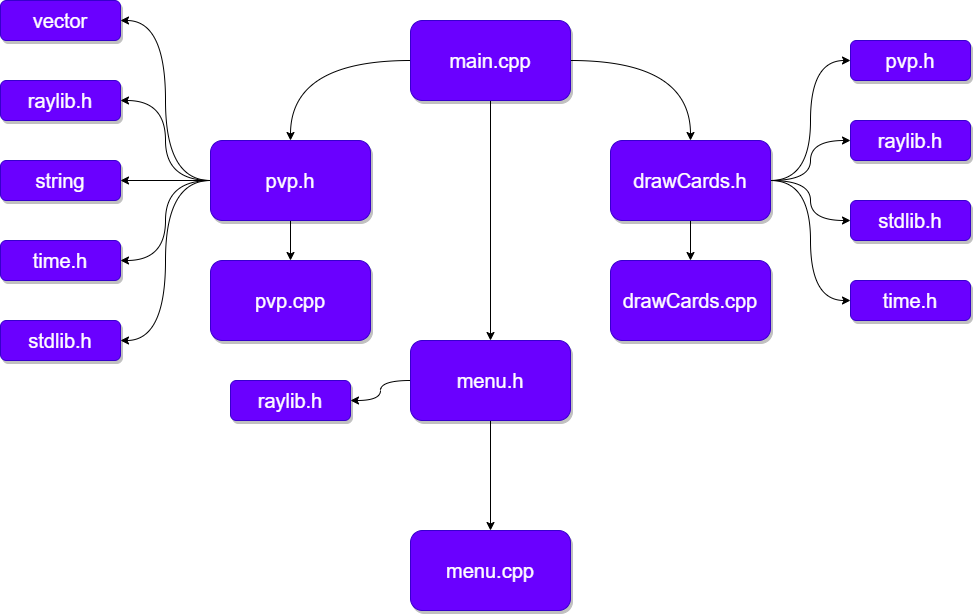 vector
main.cpp
pvp.h
raylib.h
raylib.h
string
pvp.h
drawCards.h
stdlib.h
time.h
pvp.cpp
drawCards.cpp
time.h
stdlib.h
menu.h
raylib.h
menu.cpp